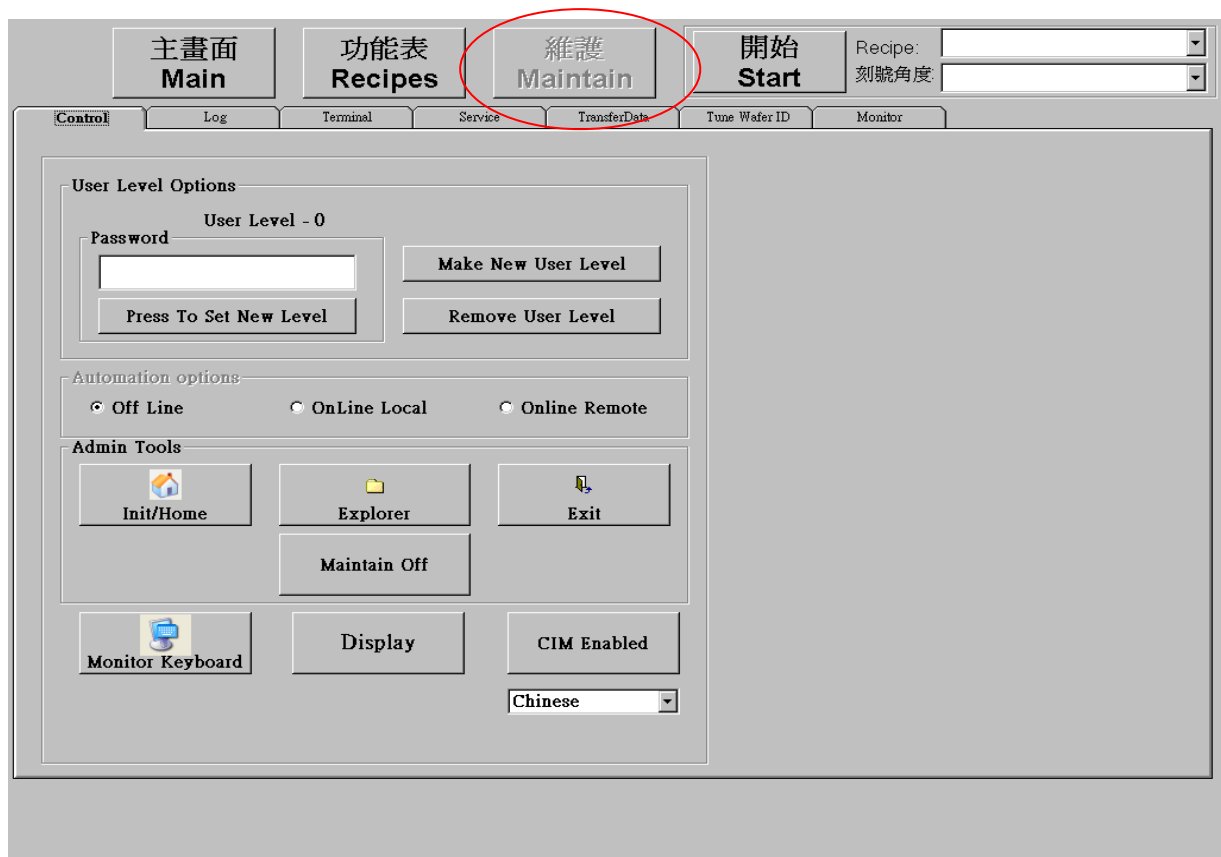 主畫面
Main
功能表
Recipes
維護
Maintain
開始
Start
Recipe:
刻號角度:
Control
Log
Terminal
Service
TransferData
Tune Wafer ID
Monitor
User Level Options
User Level - 0
Password
Make New User Level
Press To Set New Level
Remove User Level
Automation options
Off Line
OnLine Local
Online Remote
Admin Tools
Init/Home
Explorer
Exit
Maintain Off
Monitor Keyboard
Display
CIM Enabled
Chinese